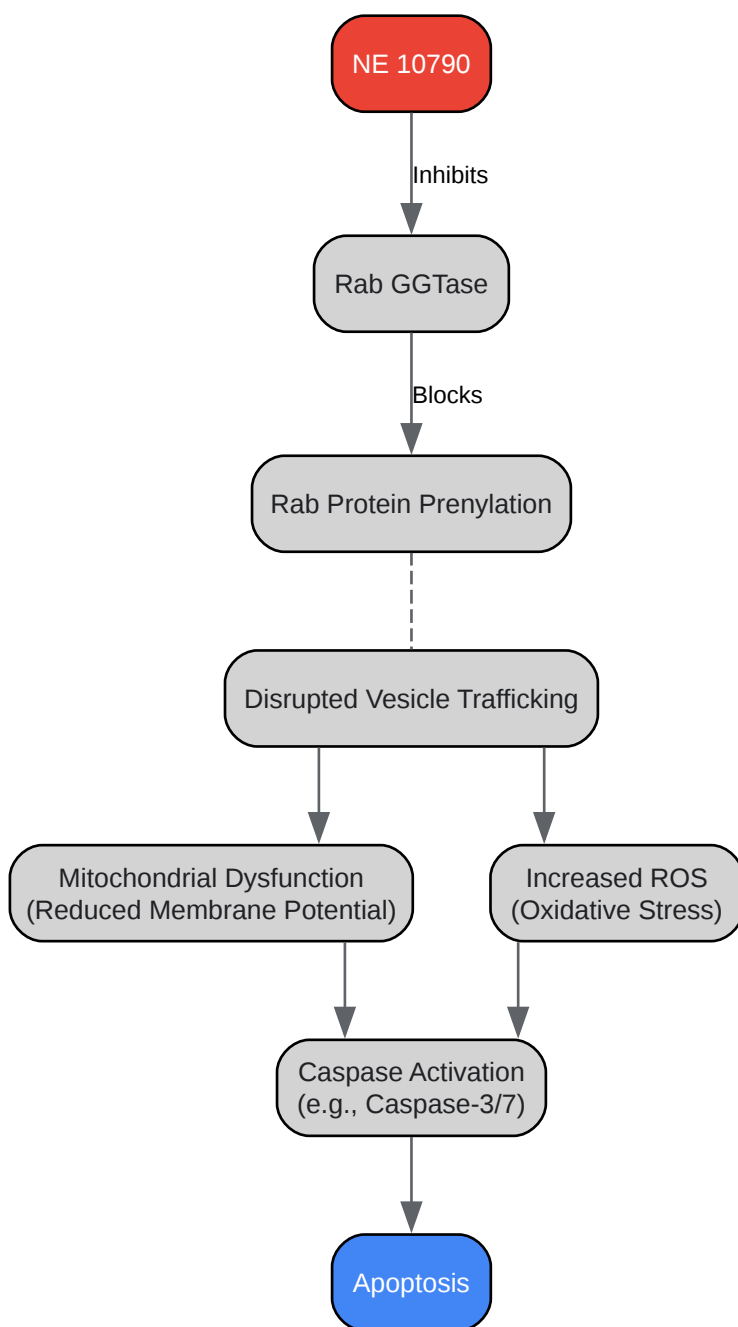 NE 10790
Inhibits
Rab GGTase
Blocks
Rab Protein Prenylation
Disrupted Vesicle Trafficking
Mitochondrial Dysfunction
(Reduced Membrane Potential)
Increased ROS
(Oxidative Stress)
Caspase Activation
(e.g., Caspase-3/7)
Apoptosis